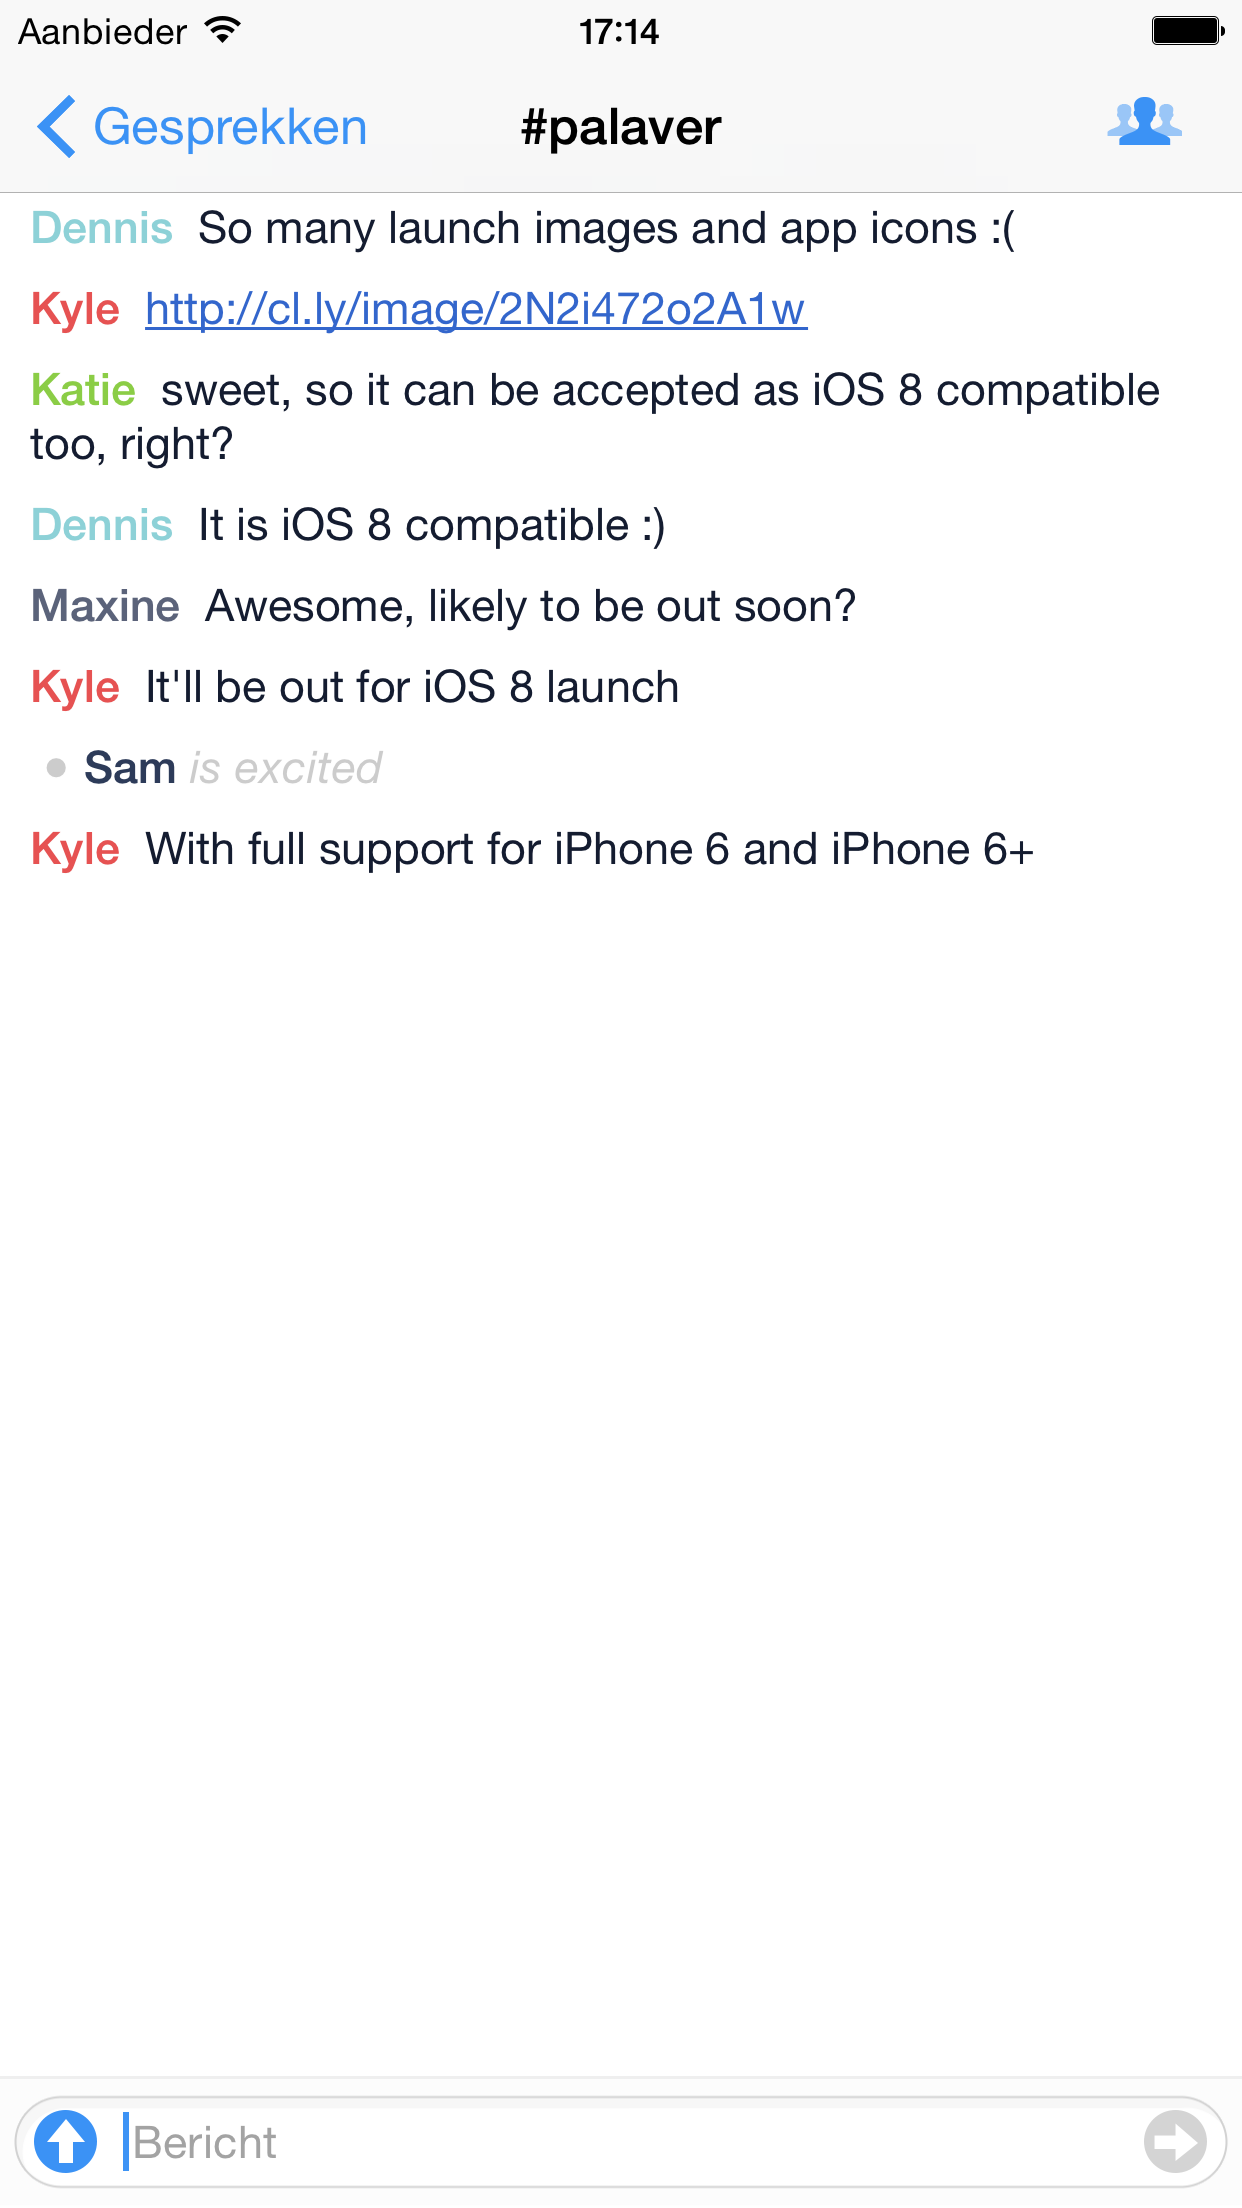 Aanbieder 17:14
Gesprekken #palaver
Dennis So many launch images and app icons :(
Kyle http://cl.ly/image/2N2i472o2A1w
Katie sweet, so it can be accepted as iOS 8 compatible
too, right?
Dennis It is iOS 8 compatible :)
Maxine Awesome, likely to be out soon?
Kyle It'll be out for iOS 8 launch
Sam is excited
Kyle With full support for iPhone 6 and iPhone 6+
Bericht